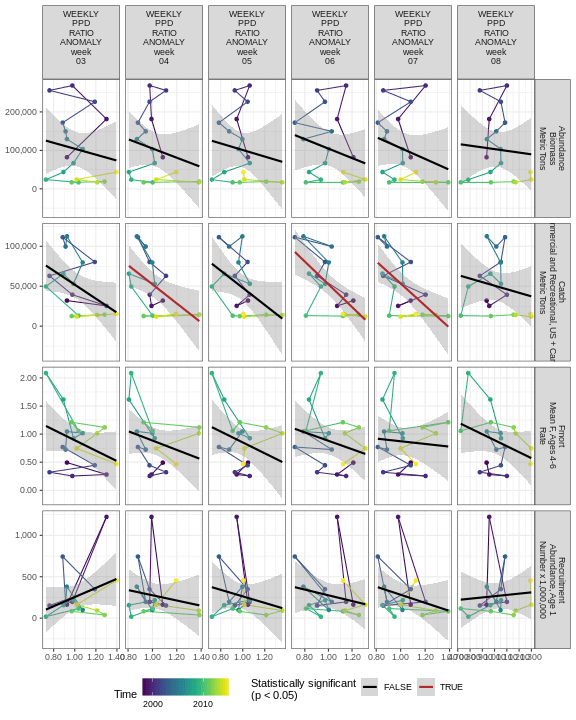 WEEKLY
PPD
RATIO
ANOMALY
week
03
WEEKLY
PPD
RATIO
ANOMALY
week
04
WEEKLY
PPD
RATIO
ANOMALY
week
05
WEEKLY
PPD
RATIO
ANOMALY
week
06
WEEKLY
PPD
RATIO
ANOMALY
week
07
WEEKLY
PPD
RATIO
ANOMALY
week
08
200,000
100,000
0
Abundance
Biomass
Metric Tons
100,000
50,000
0
Catch
mmercial and Recreational, US + Can
Metric Tons
2.00
1.50
1.00
0.50
0.00
Fmort
Mean F, Ages 4-6
Rate
1,000
500
0
Recruitment
Abundance, Age 1
Number x 1,000,000
0.80 1.00 1.20 1.40
0.80 1.00 1.20 1.40
0.80 1.00 1.20
0.80 1.00 1.20
0.80 1.00 1.20
Time
2000 2010
Statistically significant
(p < 0.05)
FALSE
TRUE